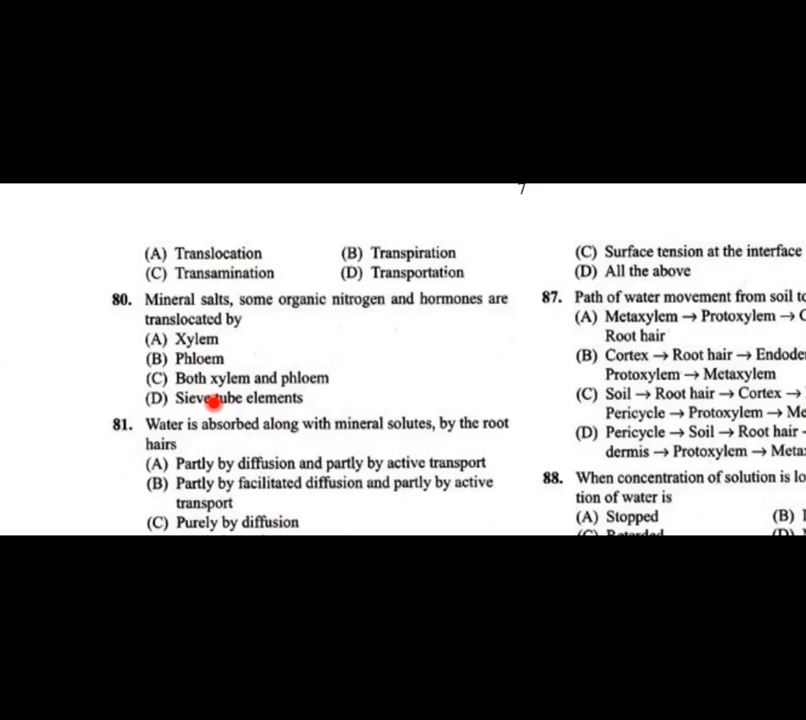 7
(A) Translocation (B) Transpiration
(C) Transamination (D) Transportation
80. Mineral salts, some organic nitrogen and hormones are
translocated by
(A) Xylem
(B) Phloem
(C) Both xylem and phloem
(D) Sieve tube elements
81. Water is absorbed along with mineral solutes, by the root
hairs
(A) Partly by diffusion and partly by active transport
(B) Partly by facilitated diffusion and partly by active
transport
(C) Purely by diffusion
(C) Surface tension at the interface
(D) All the above
87. Path of water movement from soil to
(A) Metaxylem → Protoxylem →
Root hair
(B) Cortex → Root hair →
Protoxylem → Metaxylem
(C) Soil → Root hair → Cortex →
Pericycle → Protoxylem →
(D) Pericycle → Soil → Root hair
dermis → Protoxylem →
88. When concentration of solution is
tion of water is
(A) Stopped (B)
(C) Retarded (D)